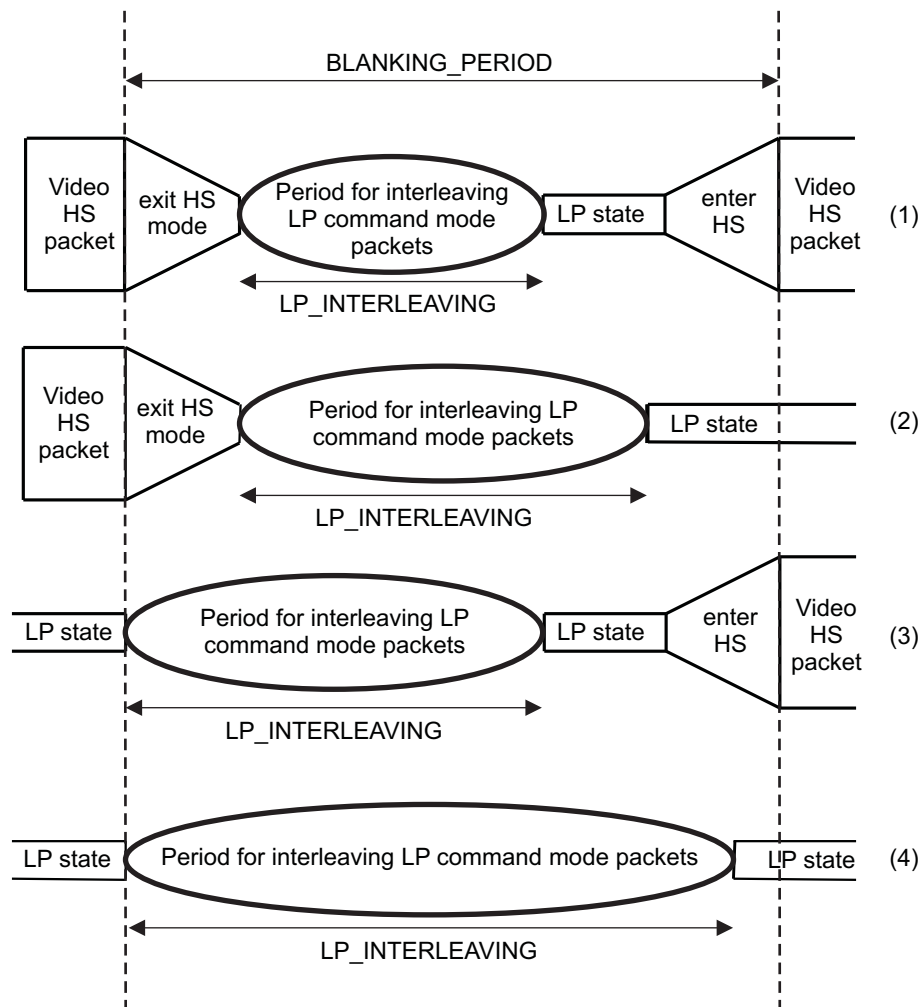 BLANKING_PERIOD
Video
HS
packet
exit HS
mode
Period for interleaving
LP command mode
packets
LP state
enter
HS
Video
HS
packet
(1)
LP_INTERLEAVING
Video
HS
packet
exit HS
mode
Period for interleaving LP
command mode packets
LP state
(2)
LP_INTERLEAVING
LP state
Period for interleaving LP
command mode packets
LP state
enter
HS
Video
HS
packet
(3)
LP_INTERLEAVING
LP state
Period for interleaving LP command mode packets
LP state
(4)
LP_INTERLEAVING